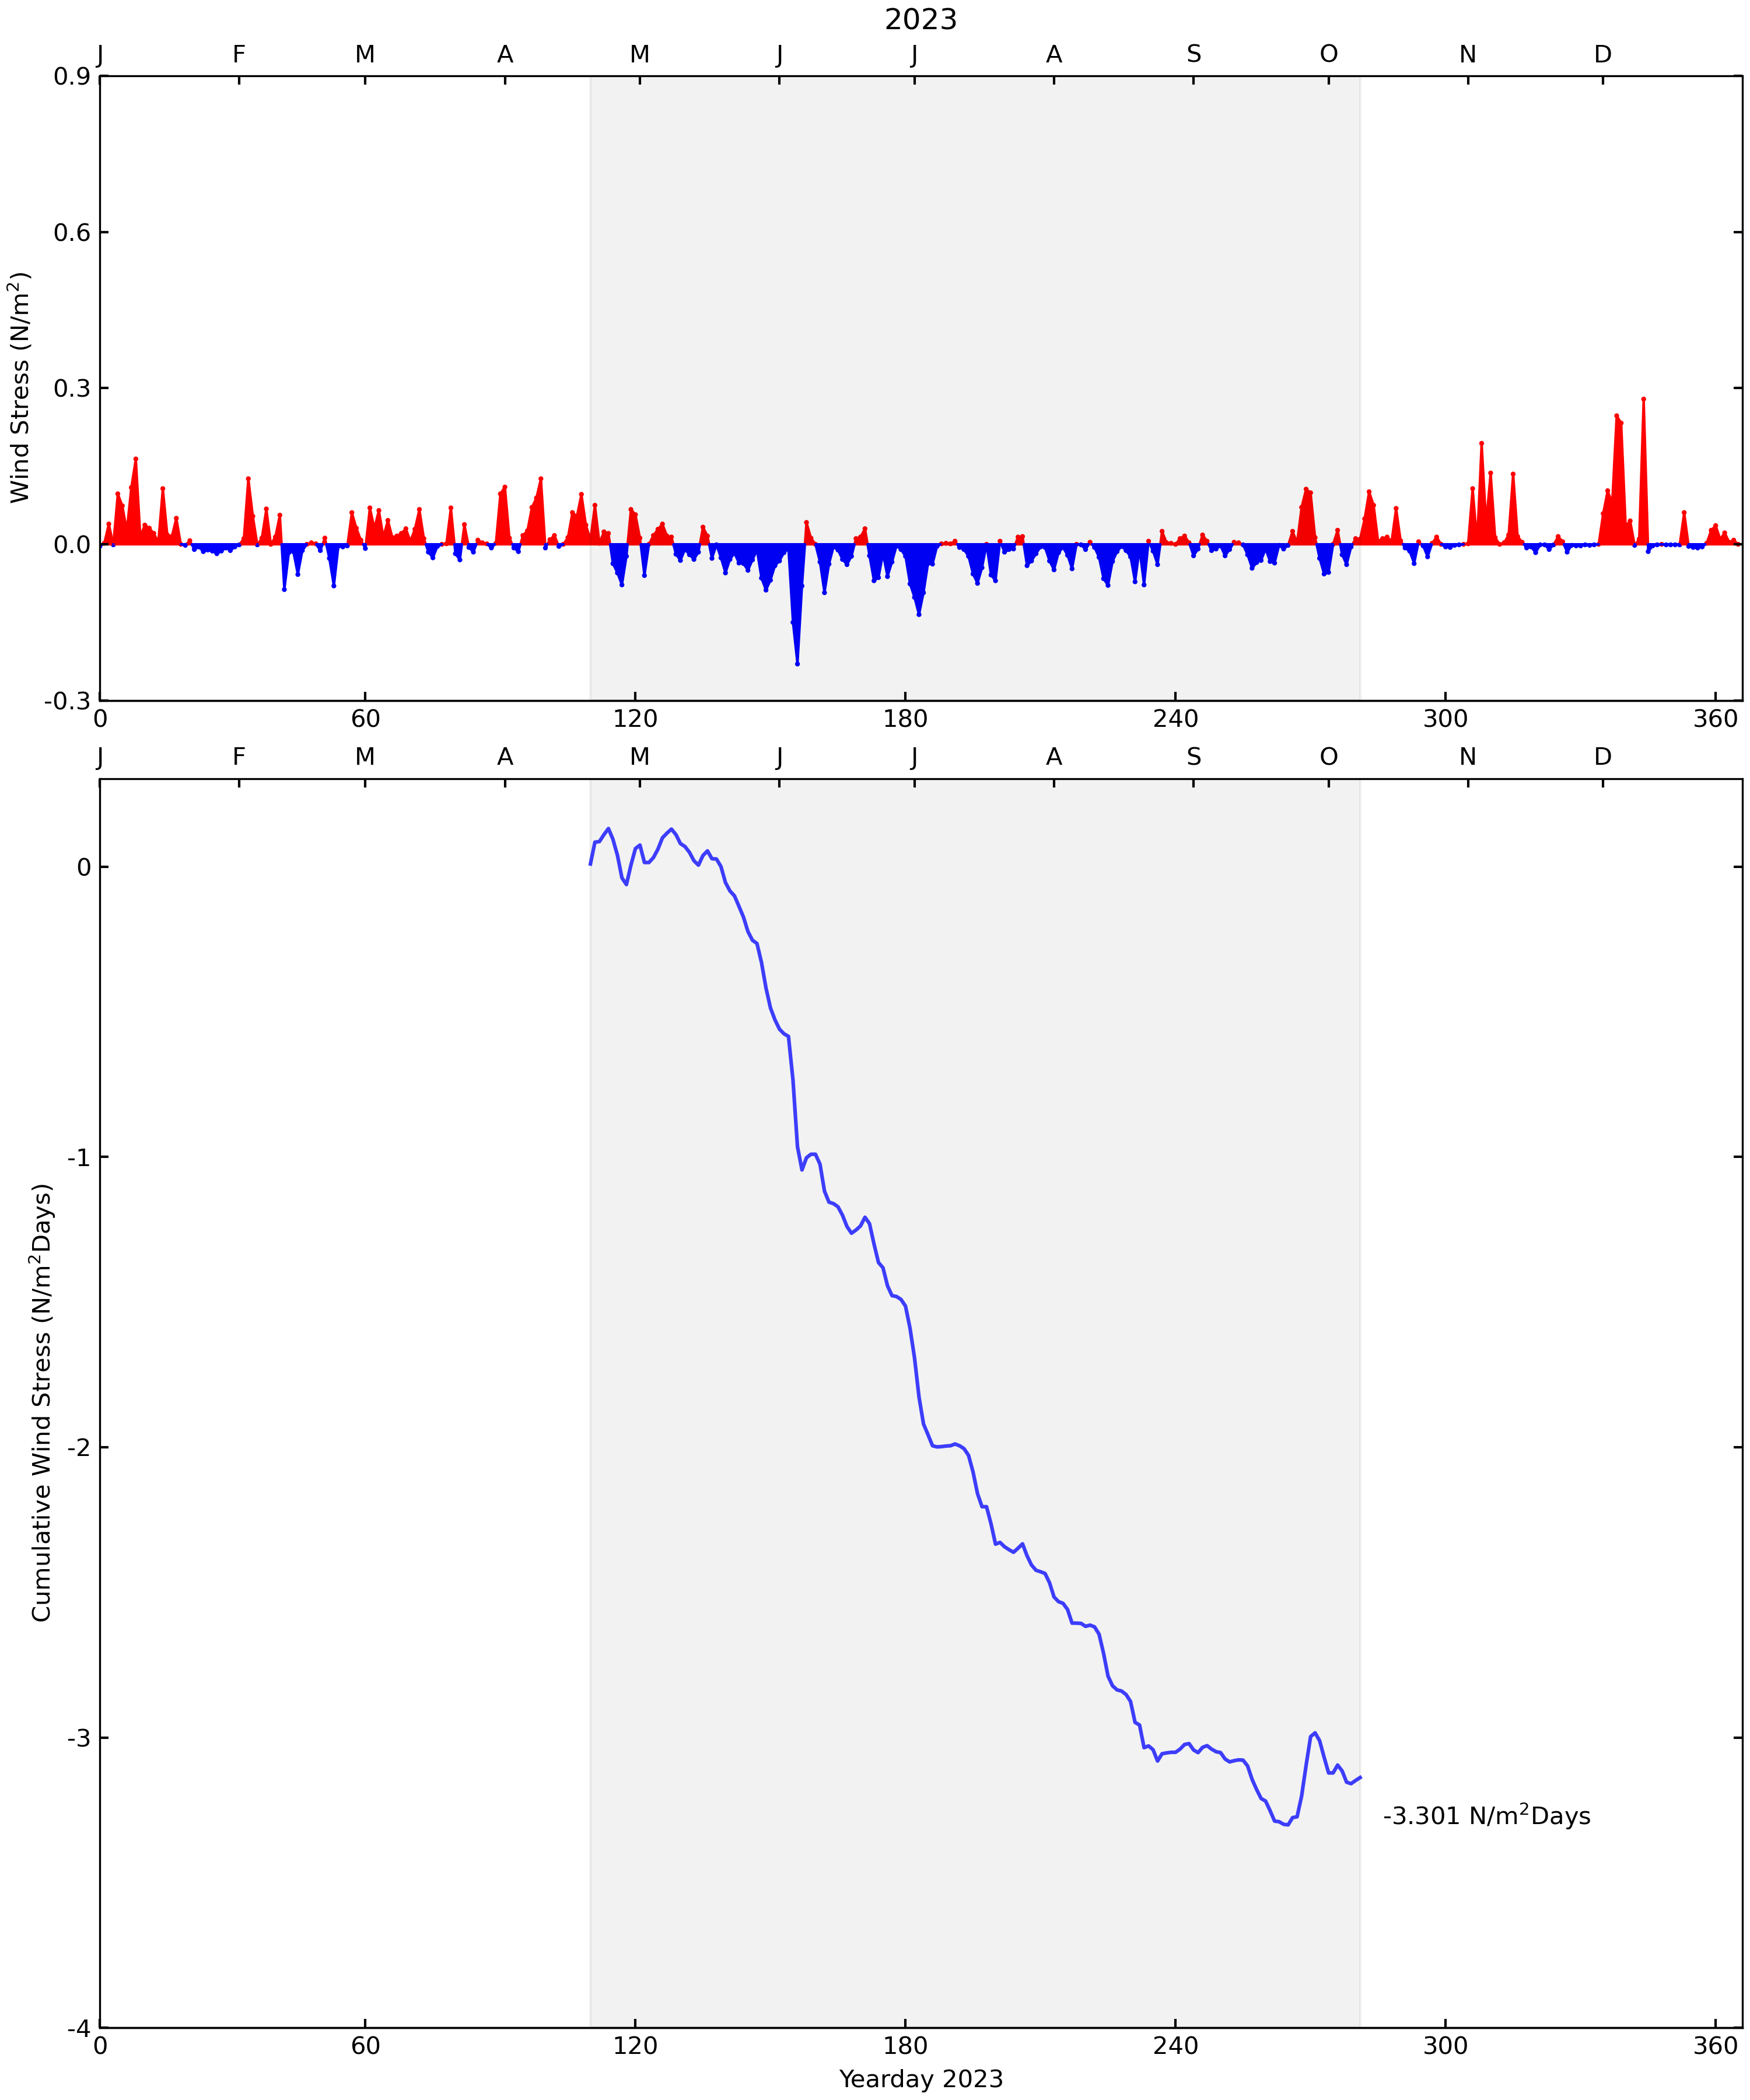 2023
J F M A M J J A S O N D
0.9
0.6
0.3
0.0
-0.3
Wind Stress (N/m²)
0 60 120 180 240 300 360
J F M A M J J A S O N D
0
-1
-2
-3
-4
Cumulative Wind Stress (N/m²Days)
-3.301 N/m²Days
0 60 120 180 240 300 360
Yearday 2023